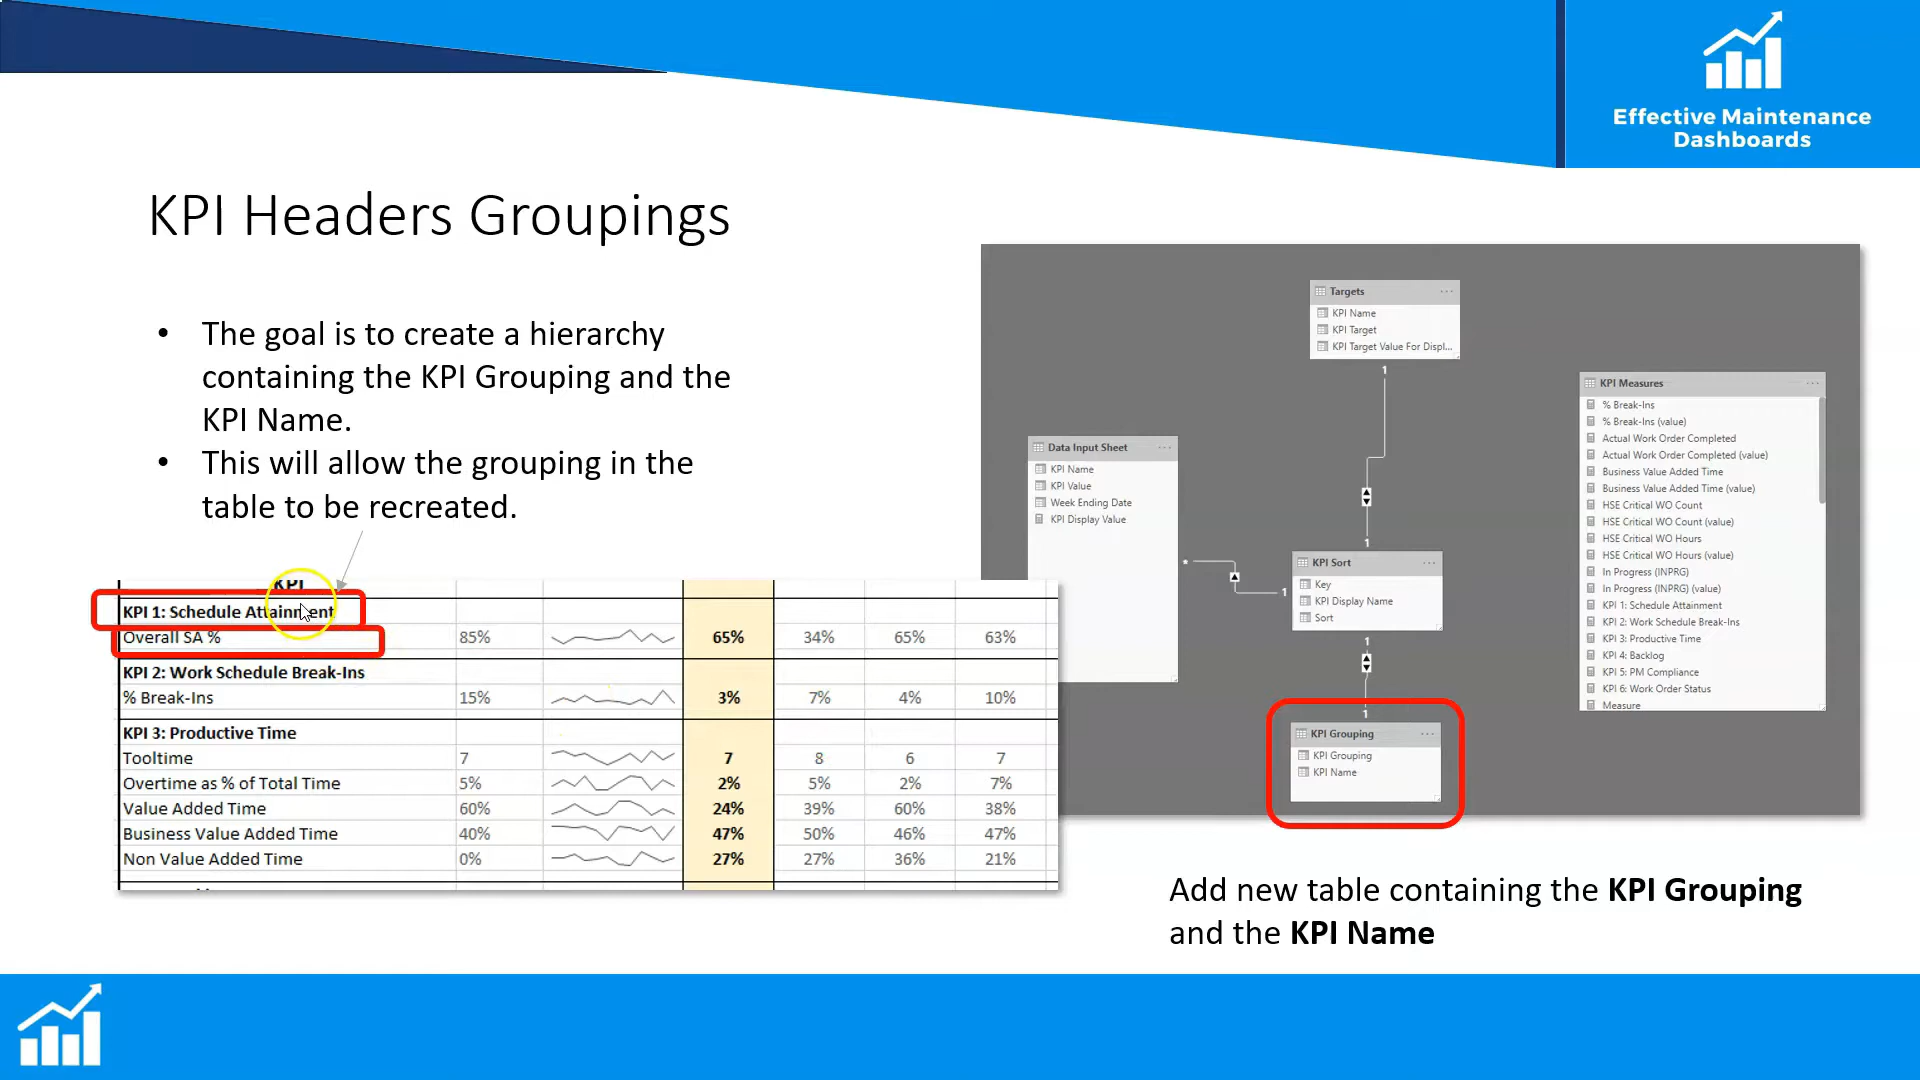 Effective Maintenance
Dashboards
KPI Headers Groupings
• The goal is to create a hierarchy
containing the KPI Grouping and the
KPI Name.
• This will allow the grouping in the
table to be recreated.
KPI
KPI 1: Schedule Attainment
Overall SA % 85% 65% 34% 65% 63%
KPI 2: Work Schedule Break-Ins
% Break-Ins 15% 3% 7% 4% 10%
KPI 3: Productive Time
Tooltime 7 7 8 6 7
Overtime as % of Total Time 5% 2% 5% 2% 7%
Value Added Time 60% 24% 39% 60% 38%
Business Value Added Time 40% 47% 50% 46% 47%
Non Value Added Time 0% 27% 27% 36% 21%
Targets
KPI Name
KPI Target
KPI Target Value For Displ...
1
1
Data Input Sheet
KPI Name
KPI Value
Week Ending Date
KPI Display Value
*
1
KPI Sort
Key
KPI Display Name
Sort
1
1
KPI Grouping
KPI Grouping
KPI Name
KPI Measures
% Break-Ins
% Break-Ins (value)
Actual Work Order Completed
Actual Work Order Completed (value)
Business Value Added Time
Business Value Added Time (value)
HSE Critical WO Count
HSE Critical WO Count (value)
HSE Critical WO Hours
HSE Critical WO Hours (value)
In Progress (INPRG)
In Progress (INPRG) (value)
KPI 1: Schedule Attainment
KPI 2: Work Schedule Break-Ins
KPI 3: Productive Time
KPI 4: Backlog
KPI 5: PM Compliance
KPI 6: Work Order Status
Measure
Add new table containing the KPI Grouping
and the KPI Name